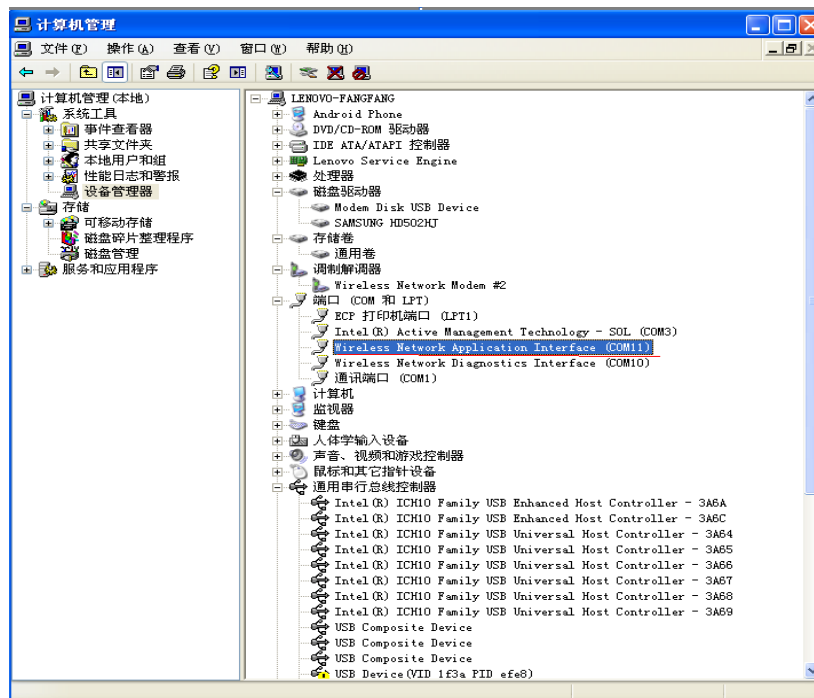 计算机管理
文件(F) 操作(A) 查看(V) 窗口(W) 帮助(H)
计算机管理(本地)
系统工具
事件查看器
共享文件夹
本地用户和组
性能日志和警报
设备管理器
存储
可移动存储
磁盘碎片整理程序
磁盘管理
服务和应用程序
LENOVO-FANGFANG
Android Phone
DVD/CD-ROM 驱动器
IDE ATA/ATAPI 控制器
Lenovo Service Engine
处理器
磁盘驱动器
Modem Disk USB Device
SAMSUNG HD502HJ
存储卷
通用卷
调制解调器
Wireless Network Modem #2
端口 (COM 和 LPT)
ECP 打印机端口 (LPT1)
Intel(R) Active Management Technology - SOL (COM3)
Wireless Network Application Interface (COM11)
Wireless Network Diagnostics Interface (COM10)
通讯端口 (COM1)
计算机
监视器
键盘
人体学输入设备
声音、视频和游戏控制器
鼠标和其它指针设备
通用串行总线控制器
Intel(R) ICH10 Family USB Enhanced Host Controller - 3A6A
Intel(R) ICH10 Family USB Enhanced Host Controller - 3A6C
Intel(R) ICH10 Family USB Universal Host Controller - 3A64
Intel(R) ICH10 Family USB Universal Host Controller - 3A65
Intel(R) ICH10 Family USB Universal Host Controller - 3A66
Intel(R) ICH10 Family USB Universal Host Controller - 3A67
Intel(R) ICH10 Family USB Universal Host Controller - 3A68
Intel(R) ICH10 Family USB Universal Host Controller - 3A69
USB Composite Device
USB Composite Device
USB Composite Device
USB Device(VID 1f3a PID efe8)